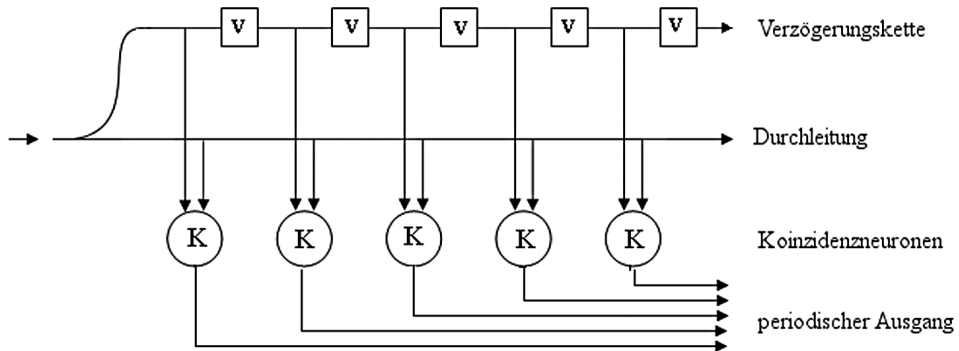 v v v v v Verzögerungskette
Durchleitung
K K K K K Koinzidenzneuronen
periodischer Ausgang